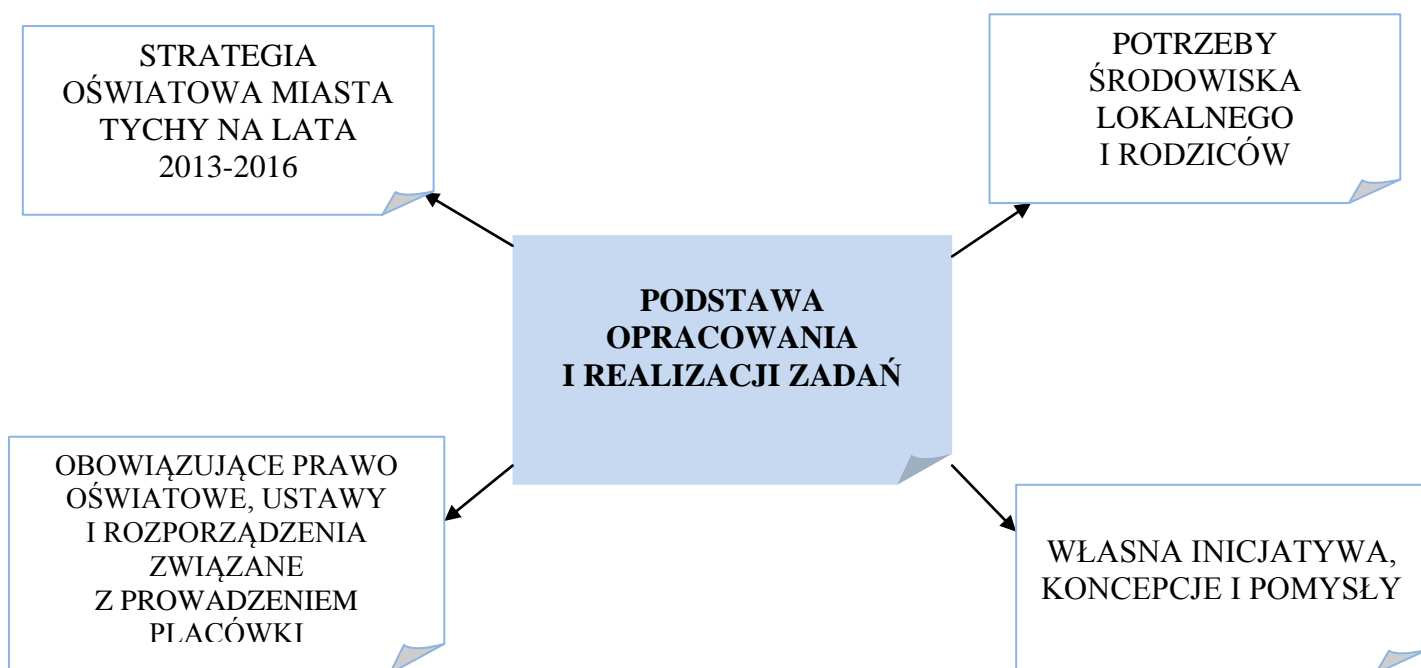 STRATEGIA
OŚWIATOWA MIASTA
TYCHY NA LATA
2013-2016
POTRZEBY
ŚRODOWISKA
LOKALNEGO
I RODZICÓW
PODSTAWA
OPRACOWANIA
I REALIZACJI ZADAŃ
OBOWIĄZUJĄCE PRAWO
OŚWIATOWE, USTAWY
I ROZPORZĄDZENIA
ZWIĄZANE
Z PROWADZENIEM
PLACÓWKI
WŁASNA INICJATYWA,
KONCEPCJE I POMYSŁY